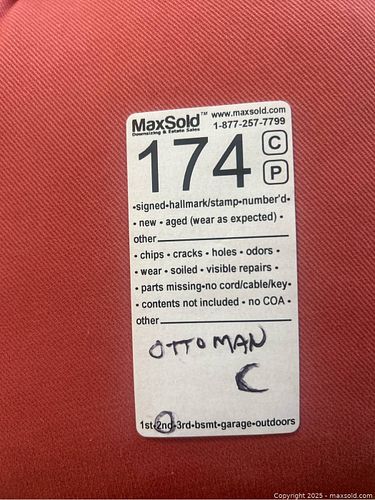 MaxSold™ www.maxsold.com
Downsizing & Estate Sales 1-877-257-7799
174 C
P
•signed•hallmark/stamp•number'd•
• new • aged (wear as expected) •
other
• chips • cracks • holes • odors •
• wear • soiled • visible repairs •
• parts missing•no cord/cable/key•
• contents not included • no COA •
other
OTTOMAN
C
1st•2nd•3rd•bsmt•garage•outdoors
Copyright © 2025 - maxsold.com